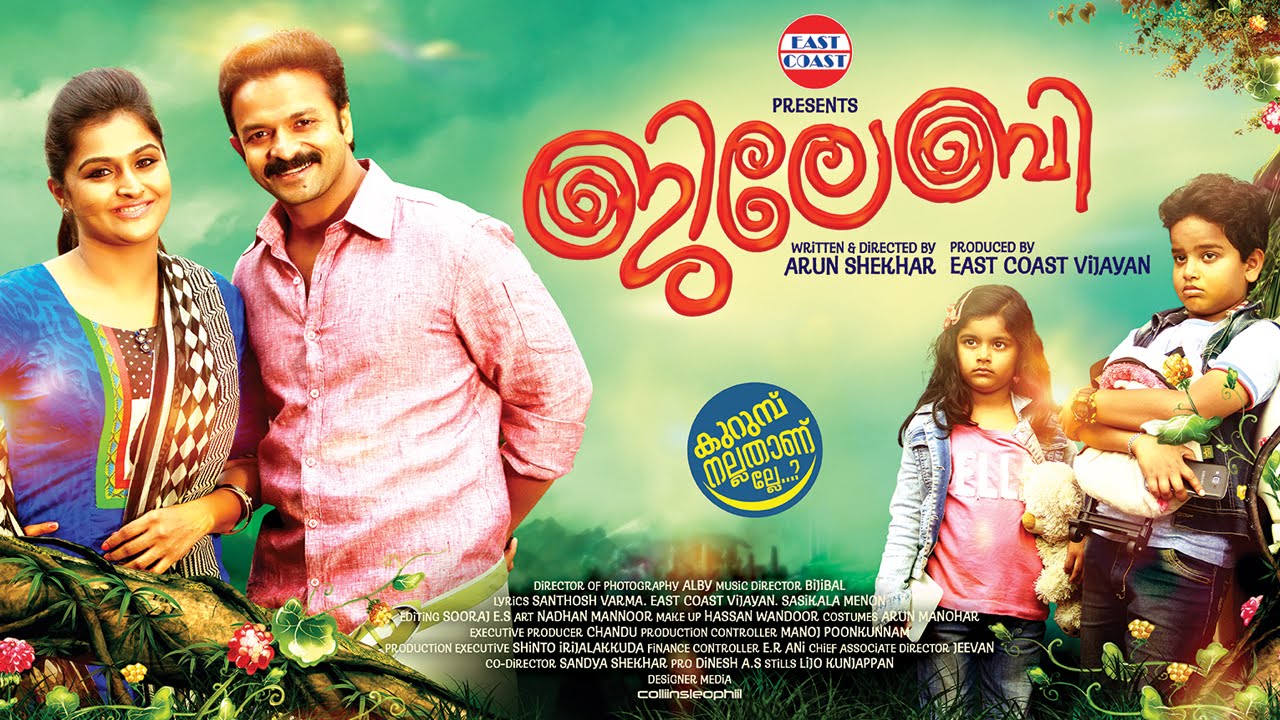 EAST
COAST
PRESENTS
ജിലേബി
WRITTEN & DIRECTED BY
ARUN SHEKHAR
PRODUCED BY
EAST COAST VIJAYAN
കുറുമ്പ്
നല്ലതാണ്
ല്ലേ....?
ELLE
DIRECTOR OF PHOTOGRAPHY ALBY MUSIC DIRECTOR BIJIBAL
LYRICS SANTHOSH VARMA. EAST COAST VIJAYAN. SASIKALA MENON
EDITING SOORAJ E.S ART NADHAN MANNOOR MAKE UP HASSAN WANDOOR COSTUMES ARUN MANOHAR
EXECUTIVE PRODUCER CHANDU PRODUCTION CONTROLLER MANOJ POONKUNNAM
PRODUCTION EXECUTIVE SHINTO IRIJALAKKUDA FINANCE CONTROLLER E.R ANI CHIEF ASSOCIATE DIRECTOR JEEVAN
CO-DIRECTOR SANDYA SHEKHAR PRO DINESH A.S STILLS LIJO KUNJAPPAN
DESIGNER MEDIA
colliinsleophiil